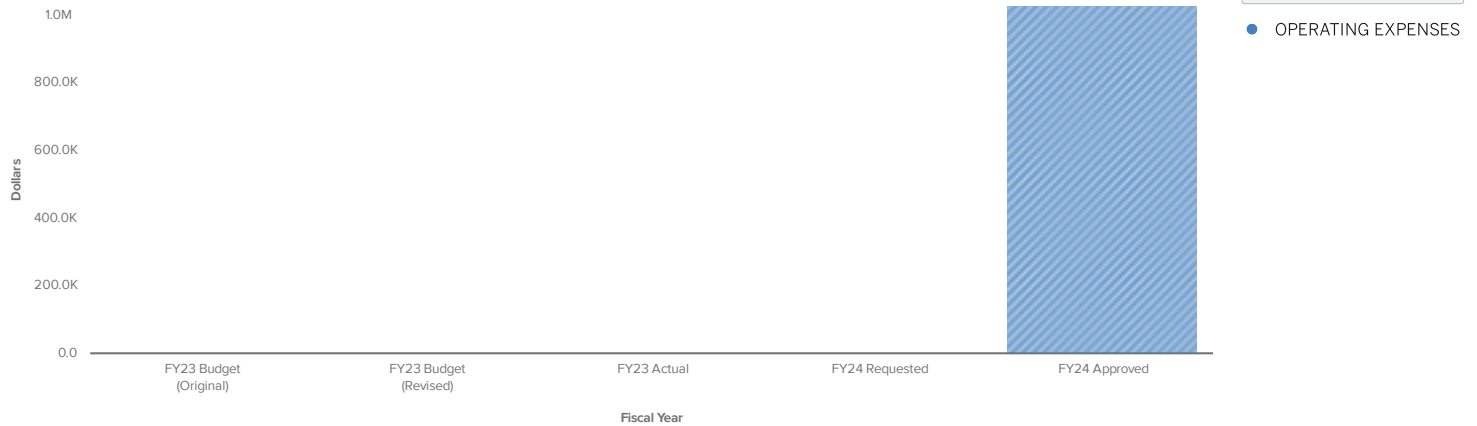 1.0M
OPERATING EXPENSES
800.0K
600.0K
Dollars
400.0K
200.0K
0.0
FY23 Budget
(Original)
FY23 Budget
(Revised)
FY23 Actual
FY24 Requested
FY24 Approved
Fiscal Year